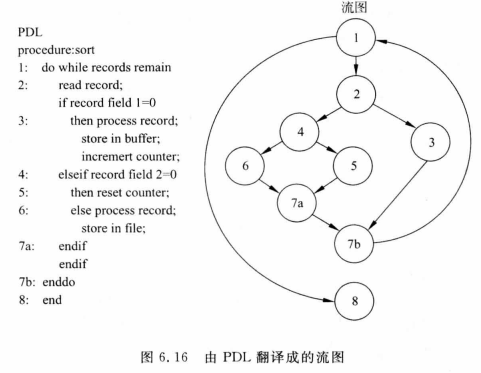 流图
PDL
procedure:sort
1: do while records remain
2: read record;
if record field 1=0
3: then process record;
store in buffer;
incremert counter;
4: elseif record field 2=0
5: then reset counter;
6: else process record;
store in file;
7a: endif
endif
7b: enddo
8: end
1
2
4
3
6
5
7a
7b
8
图 6.16 由 PDL 翻译成的流图